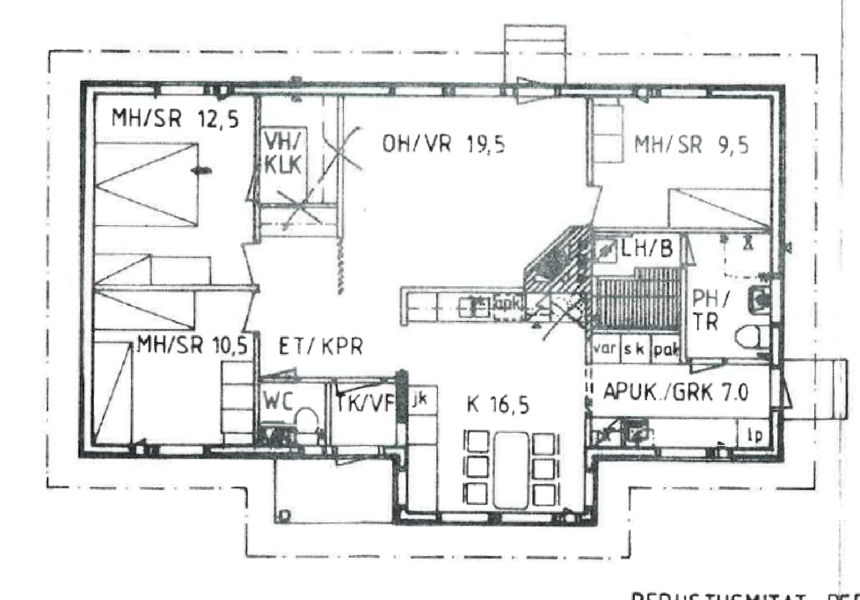 MH/SR 12,5
VH/
KLK
OH/VR 19,5
MH/SR 9,5
LH/B
PH/
TR
apk
MH/SR 10,5
ET/KPR
var
sk
pak
WC
TK/VF
jk
K 16,5
APUK./GRK 7.0
lp